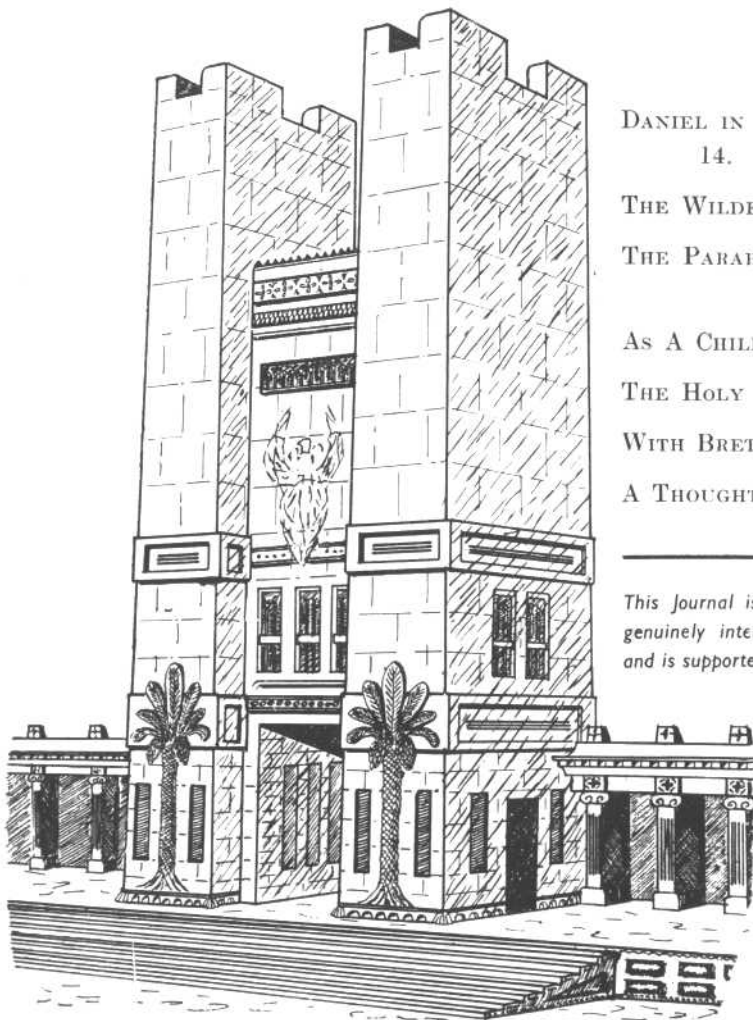 DANIEL IN
14.
THE WILDE
THE PARA
AS A CHIL
THE HOLY
WITH BRET
A THOUGHT
This Journal is
genuinely inte
and is supporte